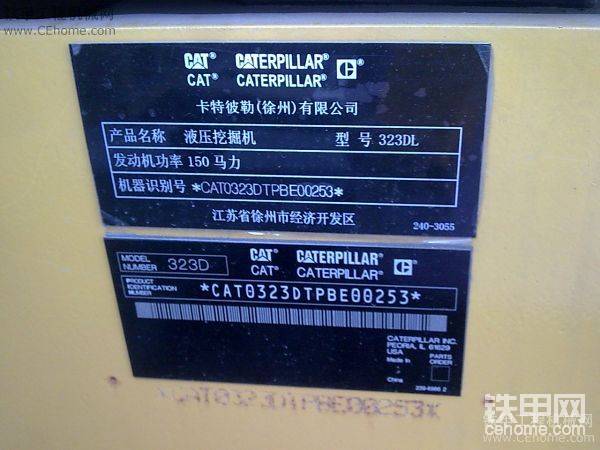 CAT® CATERPILLAR® C®
CAT® CATERPILLAR®
卡特彼勒(徐州)有限公司
产品名称 液压挖掘机 型 号 323DL
发动机功率 150 马力
机器识别号 *CAT0323DTPBE00253*
江苏省徐州市经济开发区
240-3055
MODEL NUMBER 323D
CAT® CATERPILLAR® C®
CAT® CATERPILLAR®
PRODUCT IDENTIFICATION NUMBER
*CAT0323DTPBE00253*
CATERPILLAR INC.
PEORIA, IL 61629
USA
Made In
PARTS
China
*CAT0323DTPBE00253*
铁甲网
www.CEhome.com
www.CEhome.com